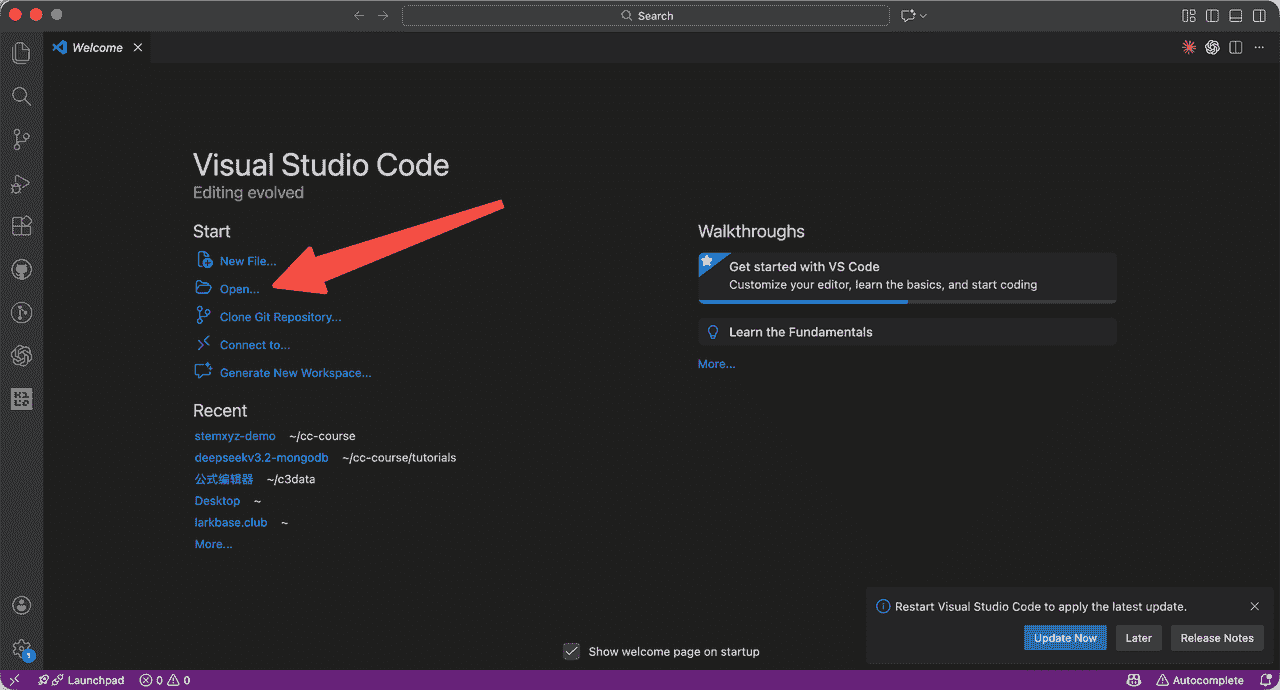 Search
Welcome
Visual Studio Code
Editing evolved
Start
New File...
Open...
Clone Git Repository...
Connect to...
Generate New Workspace...
Recent
stemxyz-demo ~/cc-course
deepseekv3.2-mongodb ~/cc-course/tutorials
公式编辑器 ~/c3data
Desktop ~
larkbase.club ~
More...
Walkthroughs
Get started with VS Code
Customize your editor, learn the basics, and start coding
Learn the Fundamentals
More...
Restart Visual Studio Code to apply the latest update.
Update Now Later Release Notes
Show welcome page on startup
1
Launchpad 0 0 Autocomplete